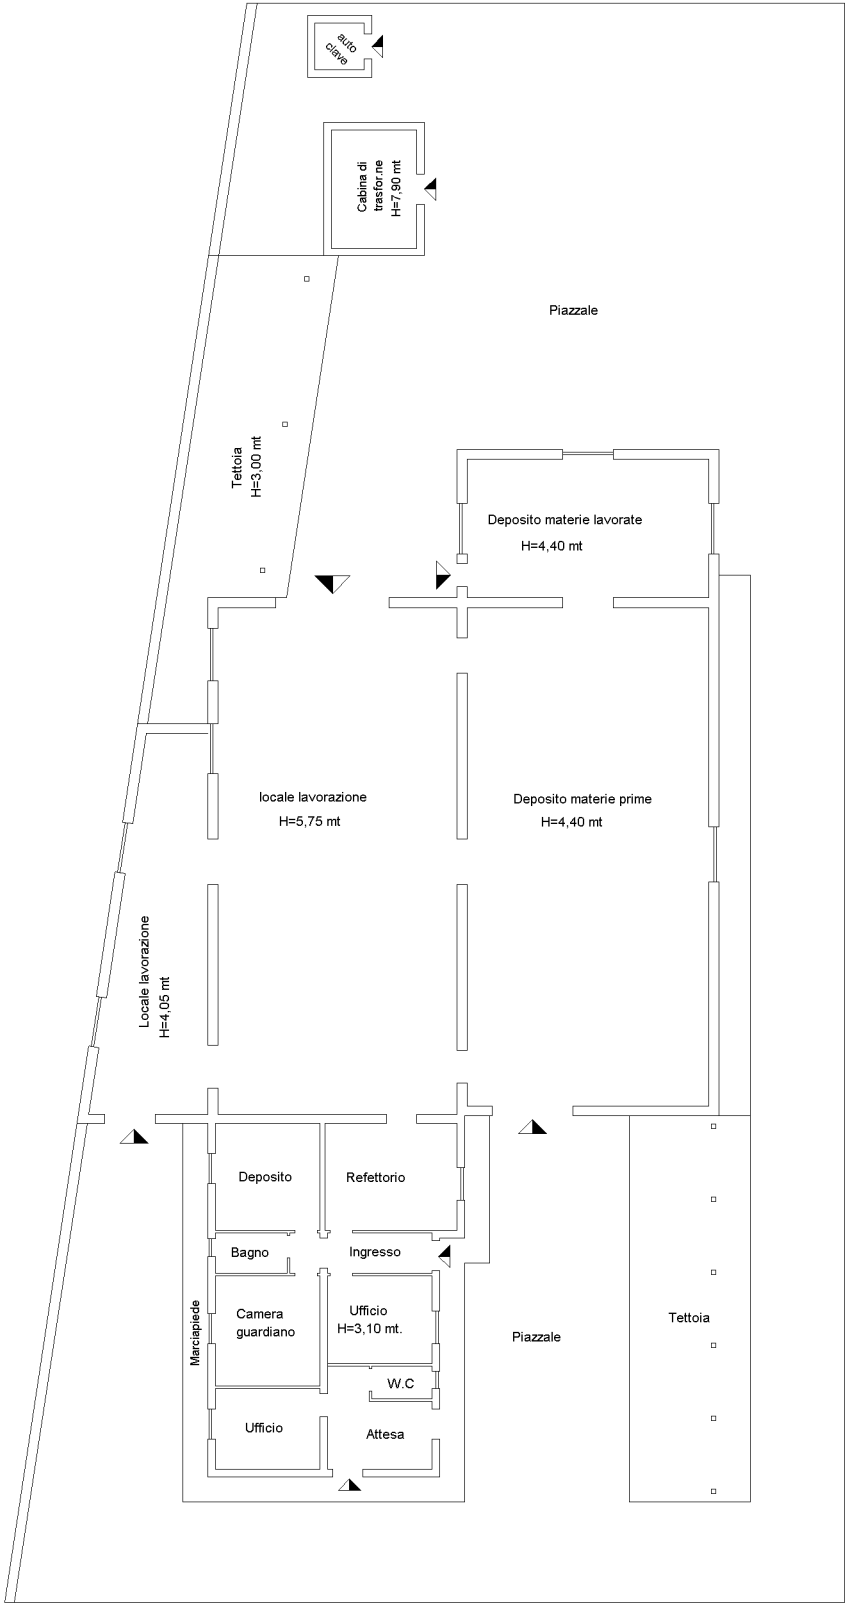 auto
clave
Cabina di
trasfor.ne
H=7,90 mt
Piazzale
Tettoia
H=3,00 mt
Deposito materie lavorate
H=4,40 mt
locale lavorazione
H=5,75 mt
Deposito materie prime
H=4,40 mt
Locale lavorazione
H=4,05 mt
Deposito
Refettorio
Bagno
Ingresso
Marciapiede
Camera
guardiano
Ufficio
H=3,10 mt.
Piazzale
Tettoia
W.C
Ufficio
Attesa